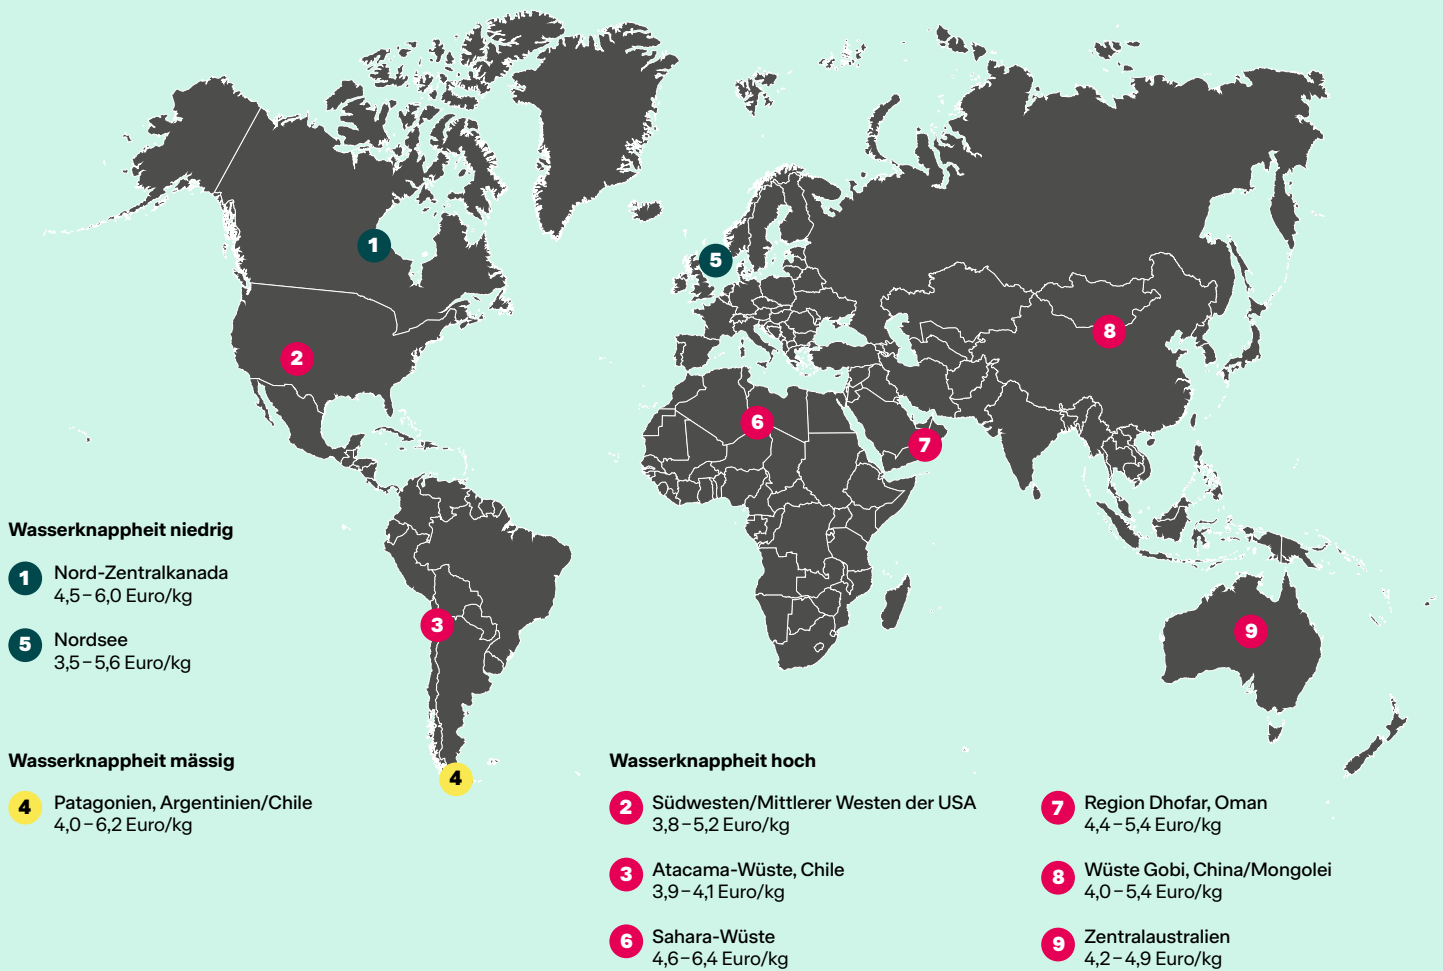 1
5
2
8
6
7
3
9
4
Wasserknappheit niedrig
1 Nord-Zentralkanada
4,5–6,0 Euro/kg
5 Nordsee
3,5–5,6 Euro/kg
Wasserknappheit mässig
4 Patagonien, Argentinien/Chile
4,0–6,2 Euro/kg
Wasserknappheit hoch
2 Südwesten/Mittlerer Westen der USA
3,8–5,2 Euro/kg
3 Atacama-Wüste, Chile
3,9–4,1 Euro/kg
6 Sahara-Wüste
4,6–6,4 Euro/kg
7 Region Dhofar, Oman
4,4–5,4 Euro/kg
8 Wüste Gobi, China/Mongolei
4,0–5,4 Euro/kg
9 Zentralaustralien
4,2–4,9 Euro/kg